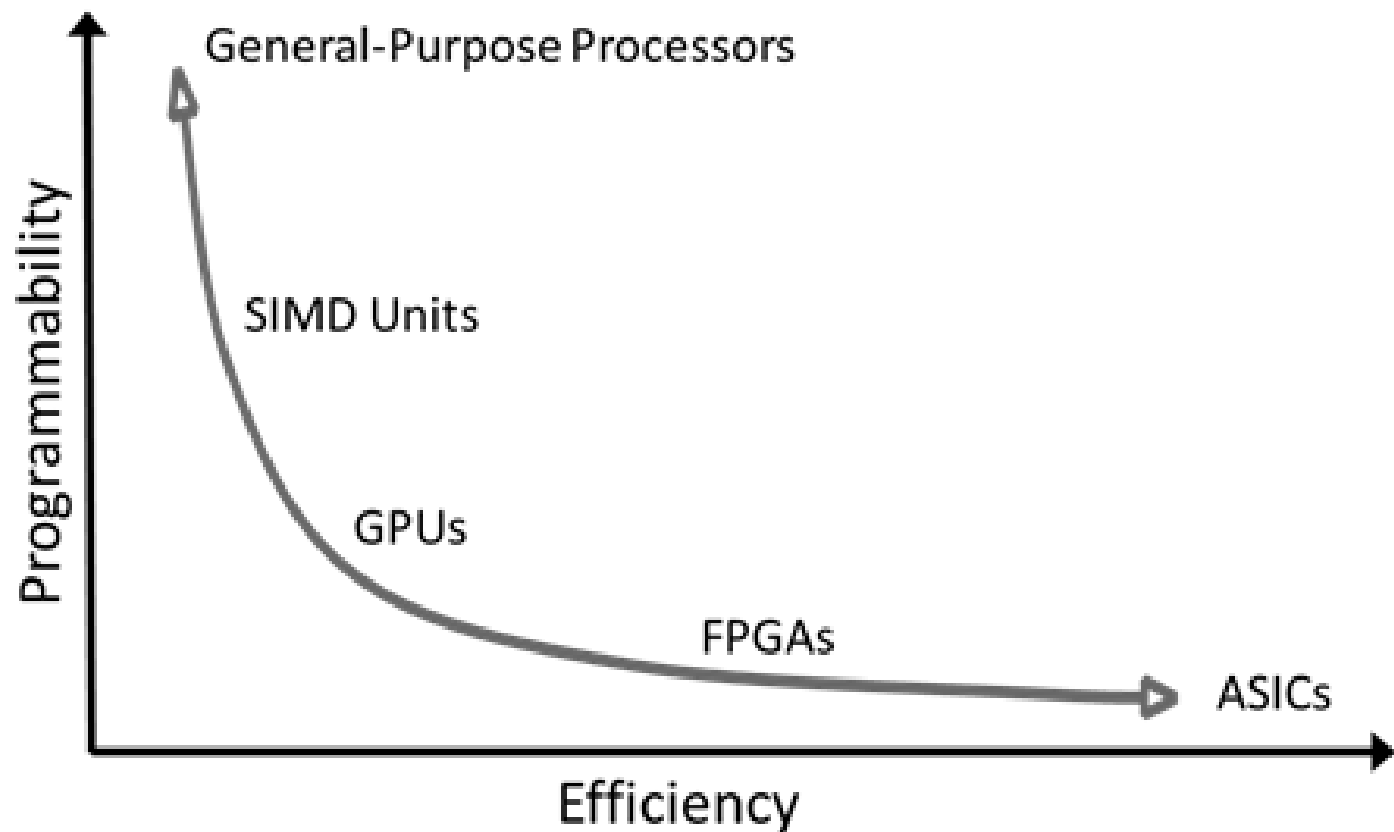 General-Purpose Processors
Programmability
SIMD Units
GPUs
FPGAs
ASICs
Efficiency